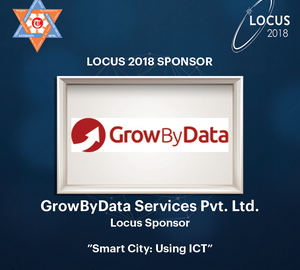 LOCUS
2018
LOCUS 2018 SPONSOR
GrowByData
GrowByData Services Pvt. Ltd.
Locus Sponsor
"Smart City: Using ICT"